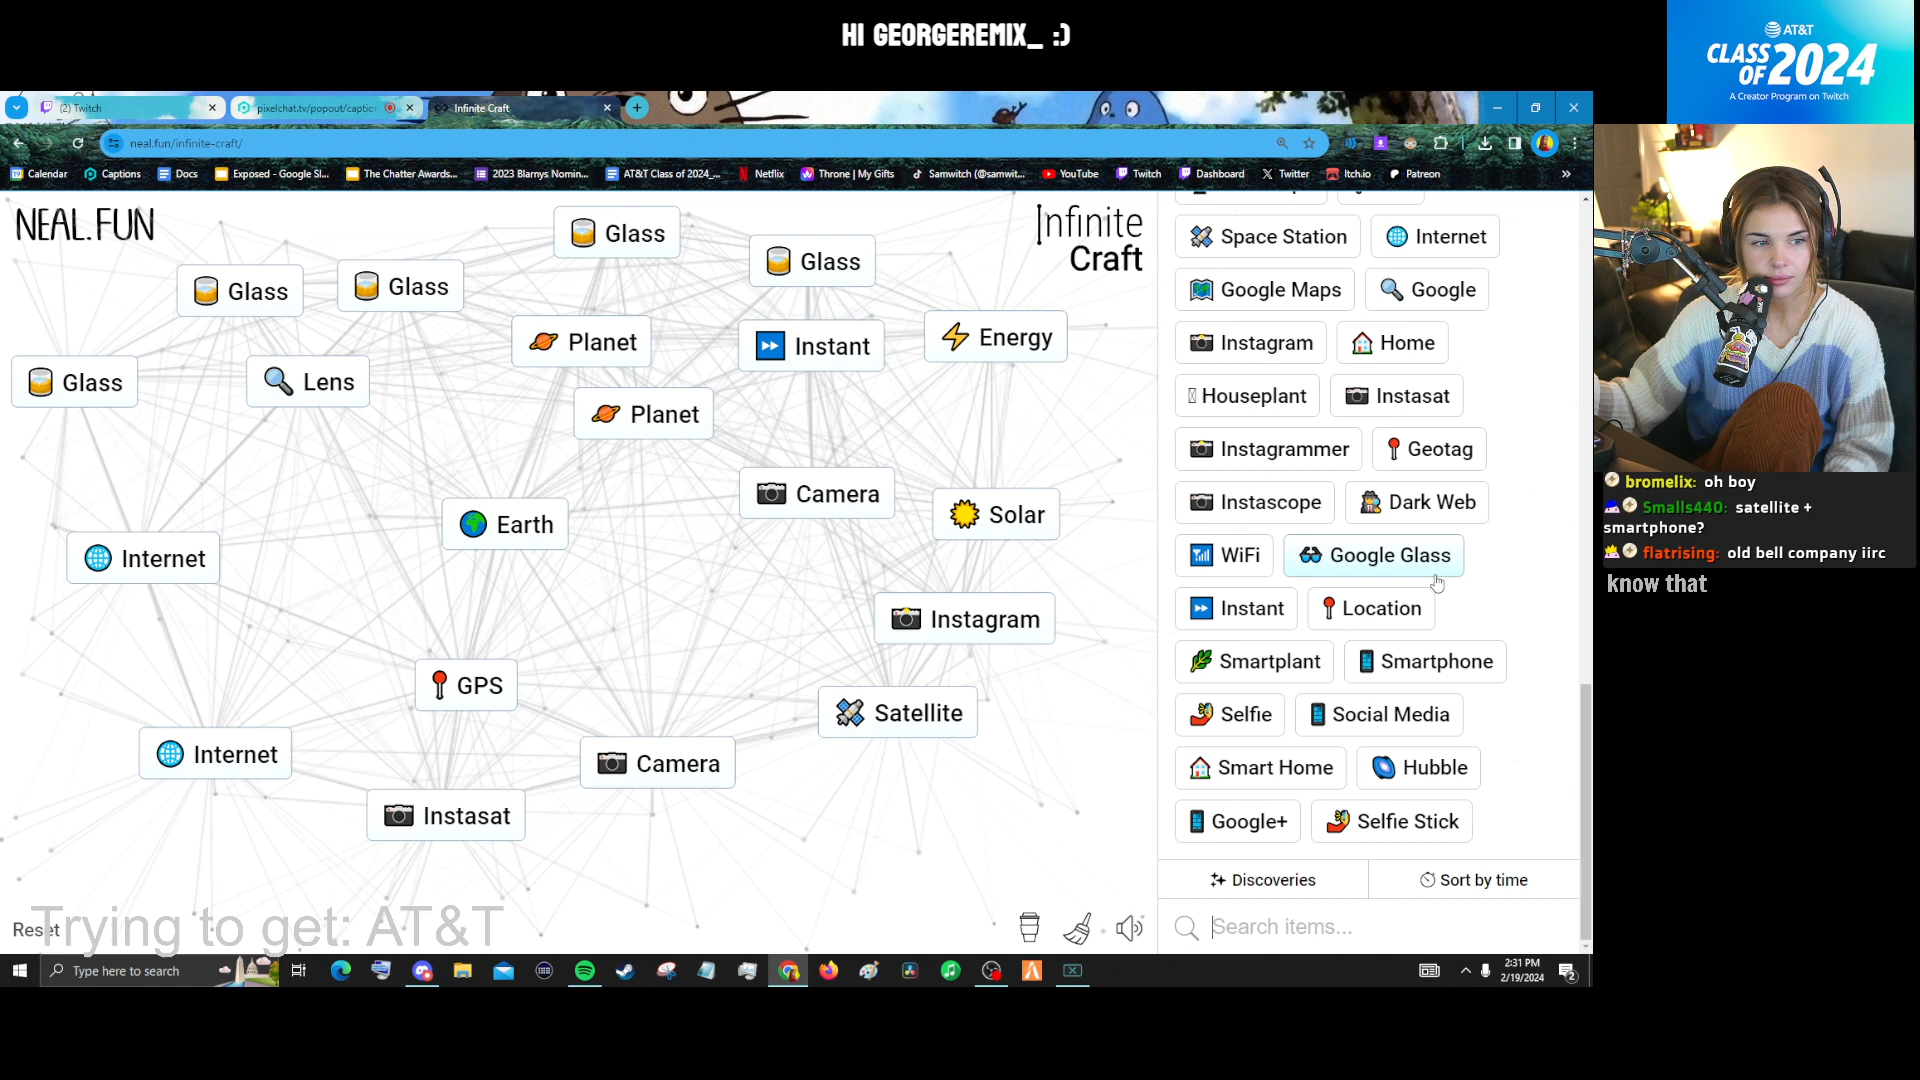 HI GEORGEREMIX_ :)
AT&T
CLASS OF 2024
A Creator Program on Twitch
(2) Twitch
pixelchat.tv/popout/caption
Infinite Craft
neal.fun/infinite-craft/
Calendar
Captions
Docs
Exposed - Google Sl...
The Chatter Awards...
2023 Blamys Nomin...
AT&T Class of 2024_...
Netflix
Throne | My Gifts
Samwitch (@samwit...
YouTube
Twitch
Dashboard
Twitter
Itch.io
Patreon
NEAL.FUN
Infinite
Craft
Glass
Glass
Glass
Glass
Planet
Instant
Energy
Glass
Lens
Planet
Camera
Solar
Earth
Internet
Instagram
GPS
Satellite
Internet
Camera
Instasat
Reset
Trying to get: AT&T
Space Station
Internet
Google Maps
Google
Instagram
Home
Houseplant
Instasat
Instagrammer
Geotag
Instascope
Dark Web
WiFi
Google Glass
Instant
Location
Smartplant
Smartphone
Selfie
Social Media
Smart Home
Hubble
Google+
Selfie Stick
Discoveries
Sort by time
Search items...
bromelix: oh boy
Smalls440: satellite +
smartphone?
flatrising: old bell company iirc
know that
Type here to search
2:31 PM
2/19/2024
2